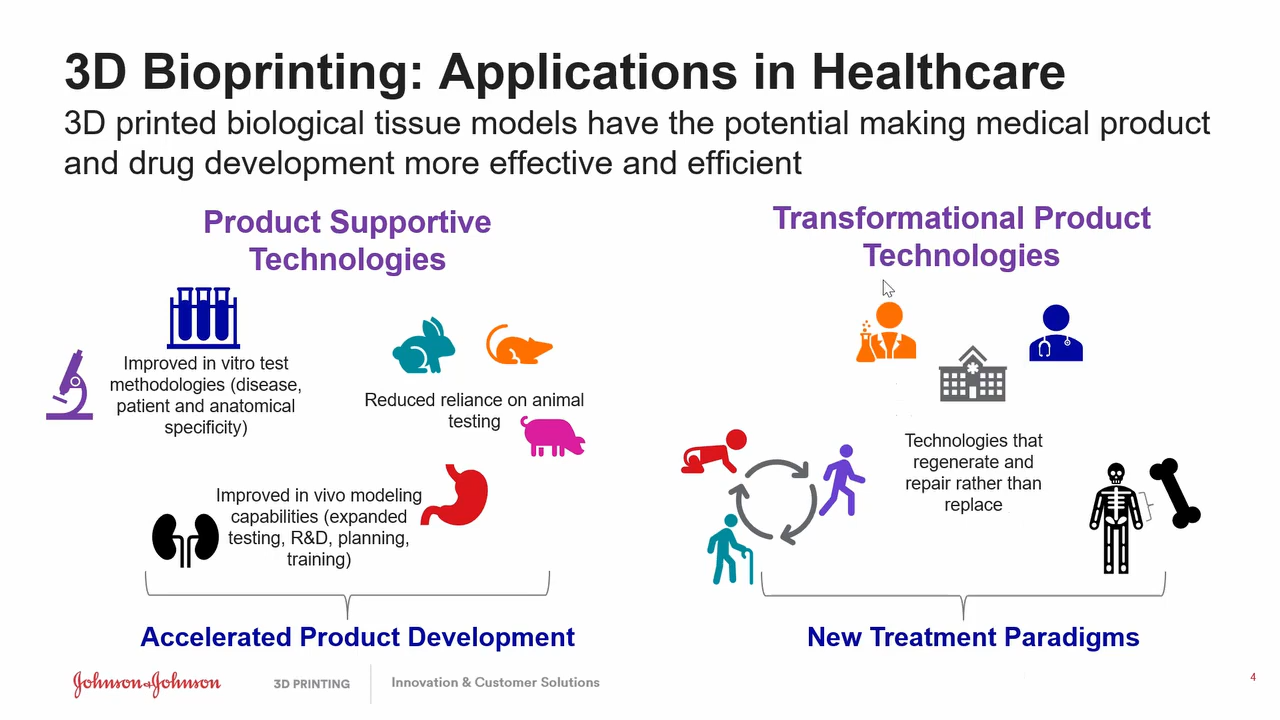 3D Bioprinting: Applications in Healthcare
3D printed biological tissue models have the potential making medical product
and drug development more effective and efficient
Product Supportive
Technologies
Improved in vitro test
methodologies (disease,
patient and anatomical
specificity)
Reduced reliance on animal
testing
Improved in vivo modeling
capabilities (expanded
testing, R&D, planning,
training)
Accelerated Product Development
Transformational Product
Technologies
Technologies that
regenerate and
repair rather than
replace
New Treatment Paradigms
Johnson & Johnson
3D PRINTING
Innovation & Customer Solutions
4